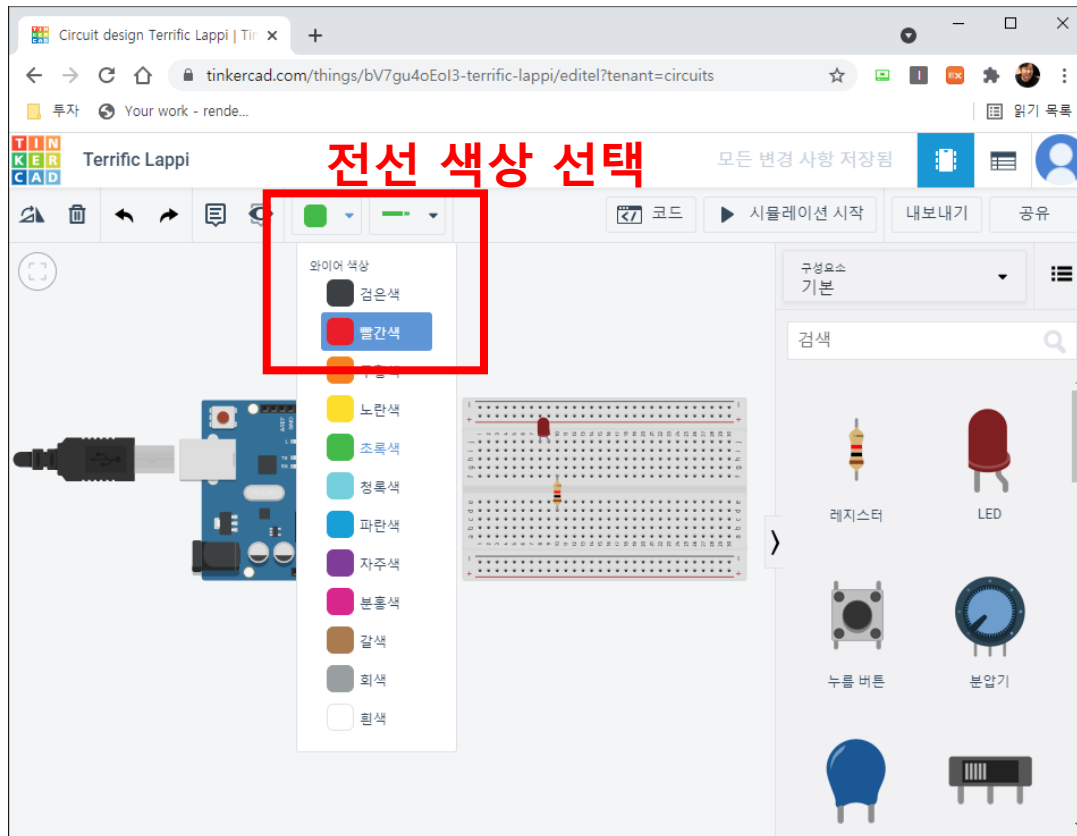 Circuit design Terrific Lappi | Tin
tinkercad.com/things/bV7gu4oEoI3-terrific-lappi/editel?tenant=circuits
투자
Your work - rende...
읽기 목록
TIN
KER
CAD
Terrific Lappi
전선 색상 선택
모든 변경 사항 저장됨
코드
시뮬레이션 시작
내보내기
공유
와이어 색상
검은색
빨간색
노란색
초록색
청록색
파란색
자주색
분홍색
갈색
회색
흰색
구성요소
기본
검색
레지스터
LED
누름 버튼
분압기